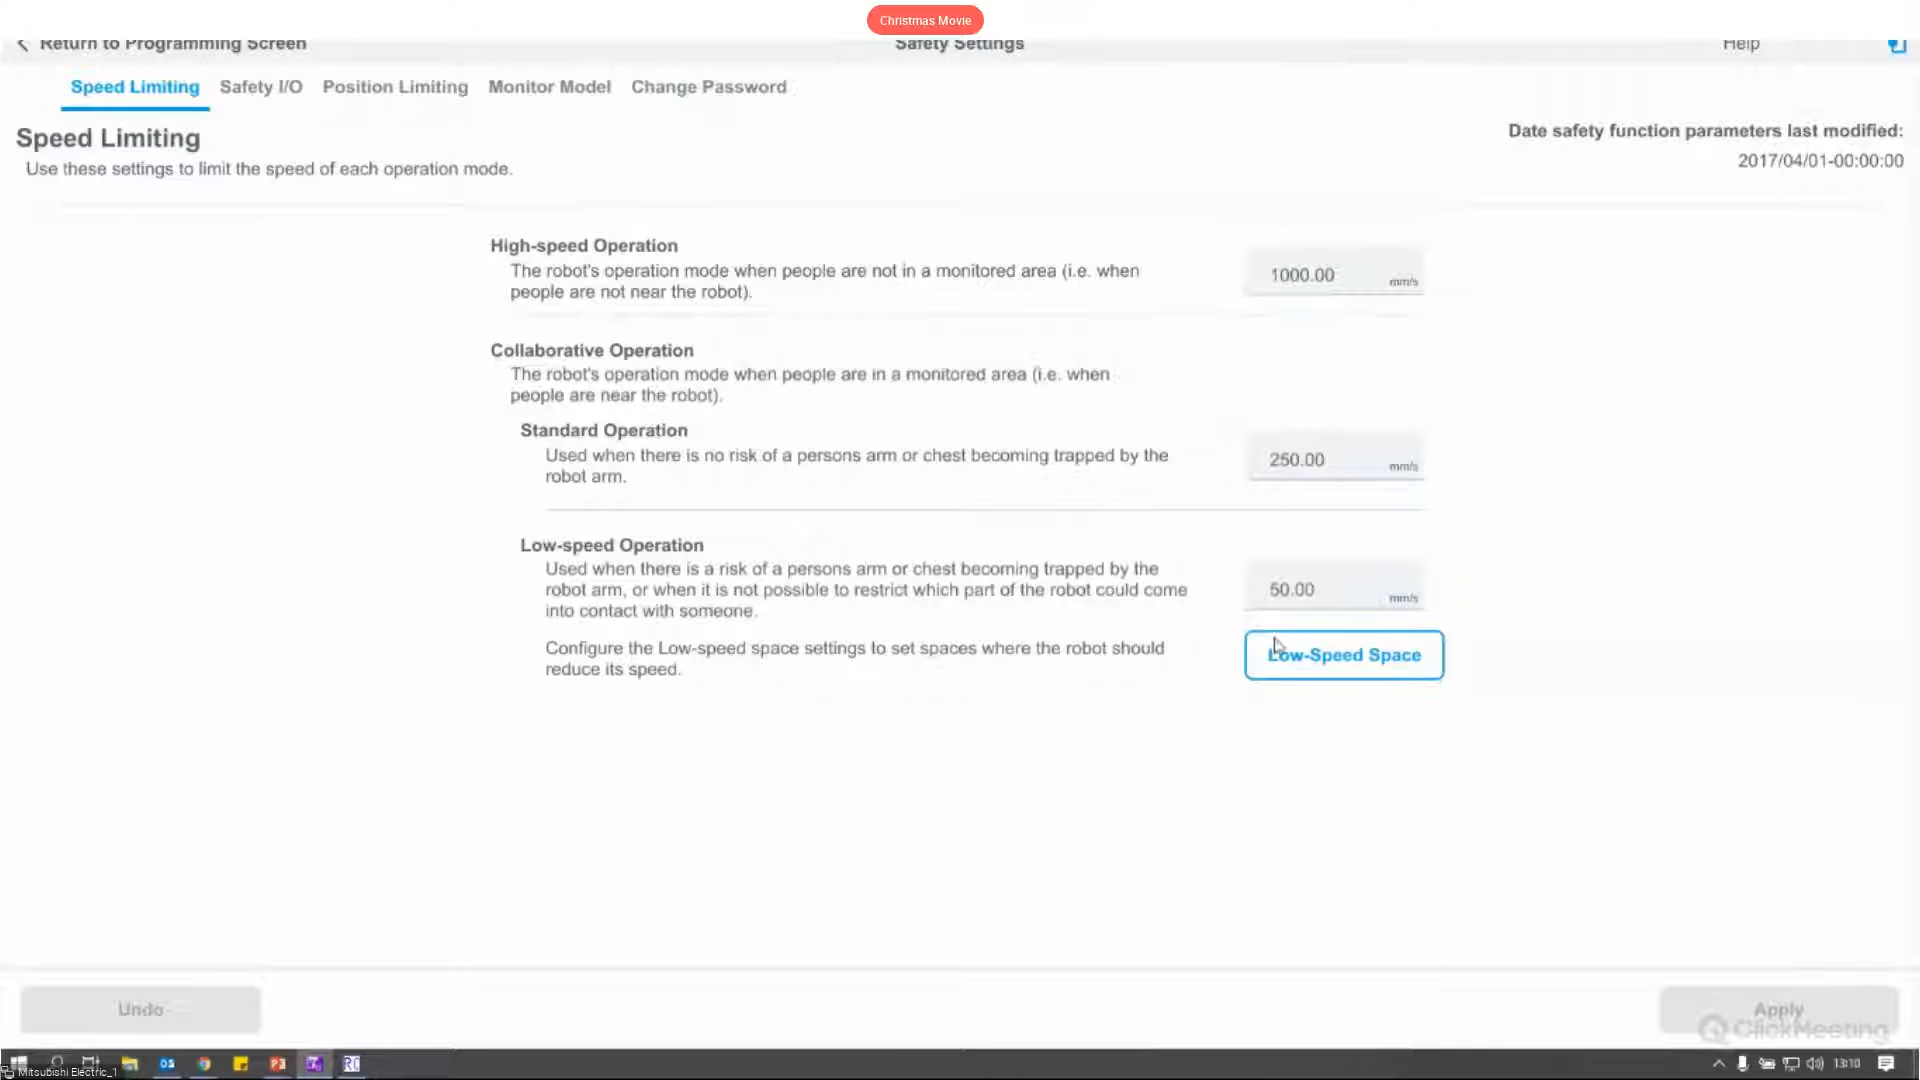 Christmas Movie
Return to Programming Screen
Safety Settings
Help
Speed Limiting
Safety I/O
Position Limiting
Monitor Model
Change Password
Speed Limiting
Use these settings to limit the speed of each operation mode.
Date safety function parameters last modified:
2017/04/01-00:00:00
High-speed Operation
The robot's operation mode when people are not in a monitored area (i.e. when
people are not near the robot).
1000.00 mm/s
Collaborative Operation
The robot's operation mode when people are in a monitored area (i.e. when
people are near the robot).
Standard Operation
Used when there is no risk of a persons arm or chest becoming trapped by the
robot arm.
250.00 mm/s
Low-speed Operation
Used when there is a risk of a persons arm or chest becoming trapped by the
robot arm, or when it is not possible to restrict which part of the robot could come
into contact with someone.
50.00 mm/s
Configure the Low-speed space settings to set spaces where the robot should
reduce its speed.
Low-Speed Space
Undo
Apply
ClickMeeting
Mitsubishi Electric_1
13:10